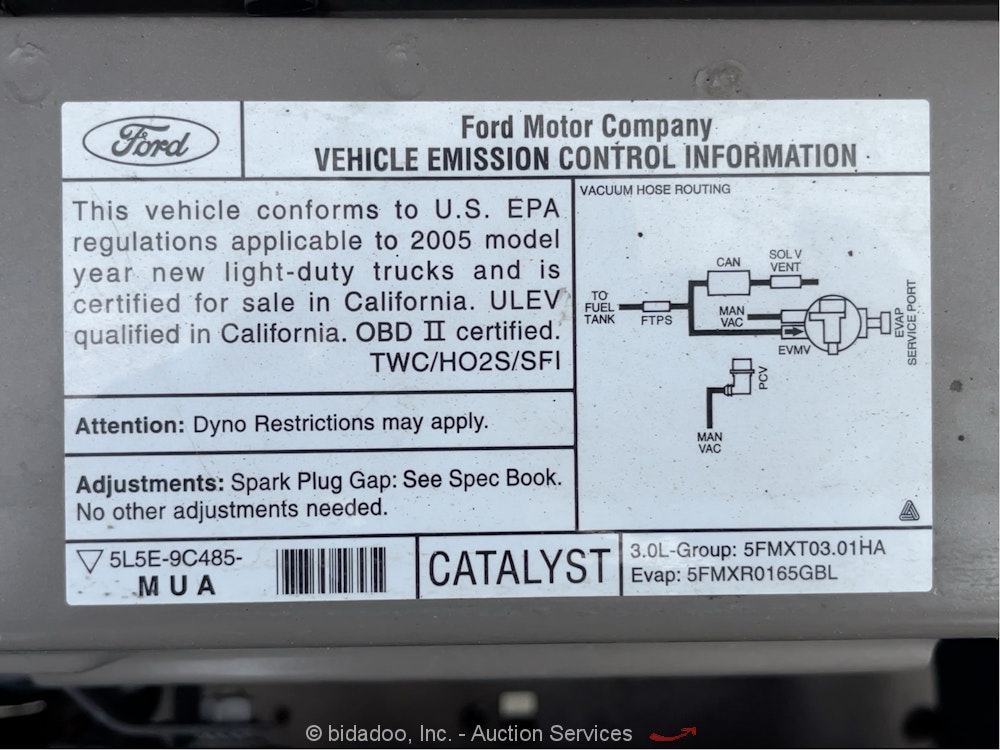 Ford
Ford Motor Company
VEHICLE EMISSION CONTROL INFORMATION
This vehicle conforms to U.S. EPA
regulations applicable to 2005 model
year new light-duty trucks and is
certified for sale in California. ULEV
qualified in California. OBD II certified.
TWC/HO2S/SFI
Attention: Dyno Restrictions may apply.
Adjustments: Spark Plug Gap: See Spec Book.
No other adjustments needed.
VACUUM HOSE ROUTING
CAN
SOL V
VENT
TO
FUEL
TANK
FTPS
MAN
VAC
EVMV
EVAP
SERVICE PORT
PCV
MAN
VAC
5L5E-9C485-
MUA
CATALYST
3.0L-Group: 5FMXT03.01HA
Evap: 5FMXR0165GBL
© bidadoo, Inc. - Auction Services